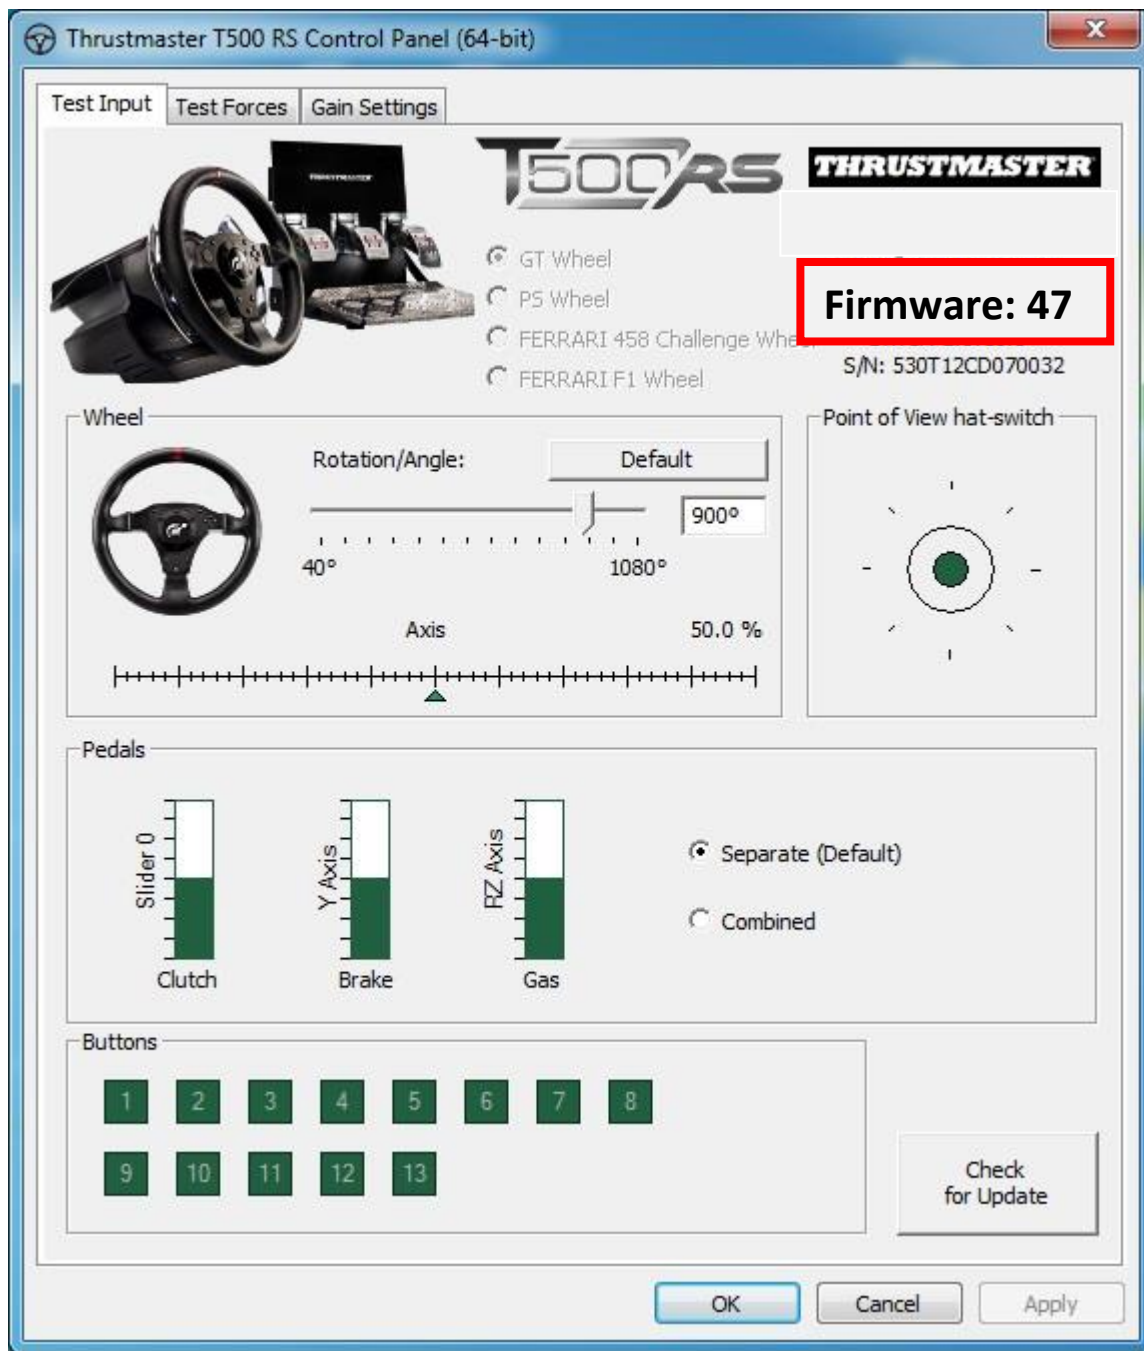 Thrustmaster T500 RS Control Panel (64-bit)
Test Input Test Forces Gain Settings
THRUSTMASTER
T500RS THRUSTMASTER
GT Wheel
PS Wheel
Firmware: 47
FERRARI 458 Challenge Wheel
S/N: 530T12CD070032
FERRARI F1 Wheel
Wheel
Point of View hat-switch
Rotation/Angle: Default
900°
40° 1080°
Axis 50.0 %
Pedals
Slider 0
Y Axis
RZ Axis
Separate (Default)
Combined
Clutch Brake Gas
Buttons
1 2 3 4 5 6 7 8
9 10 11 12 13
Check
for Update
OK Cancel Apply